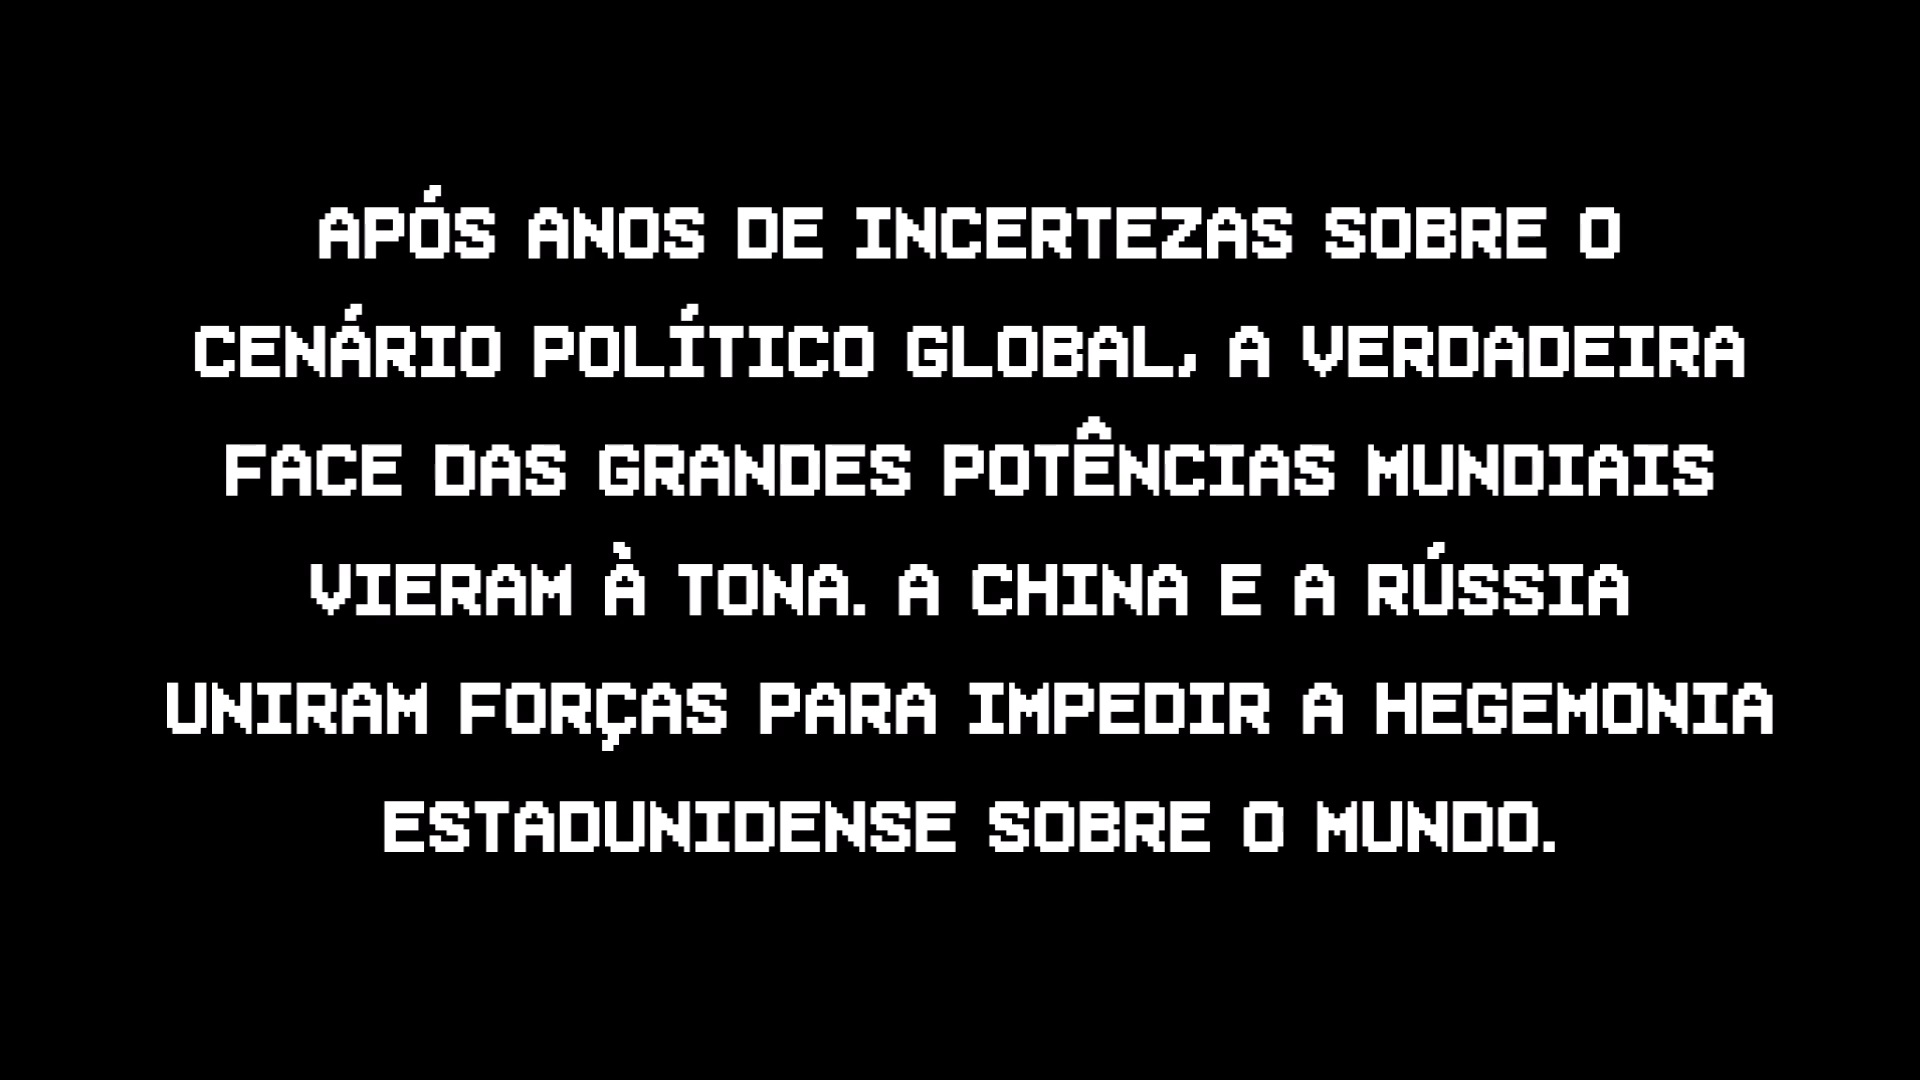 APÓS ANOS DE INCERTEZAS SOBRE O
CENÁRIO POLÍTICO GLOBAL, A VERDADEIRA
FACE DAS GRANDES POTÊNCIAS MUNDIAIS
VIERAM À TONA. A CHINA E A RÚSSIA
UNIRAM FORÇAS PARA IMPEDIR A HEGEMONIA
ESTADUNIDENSE SOBRE O MUNDO.